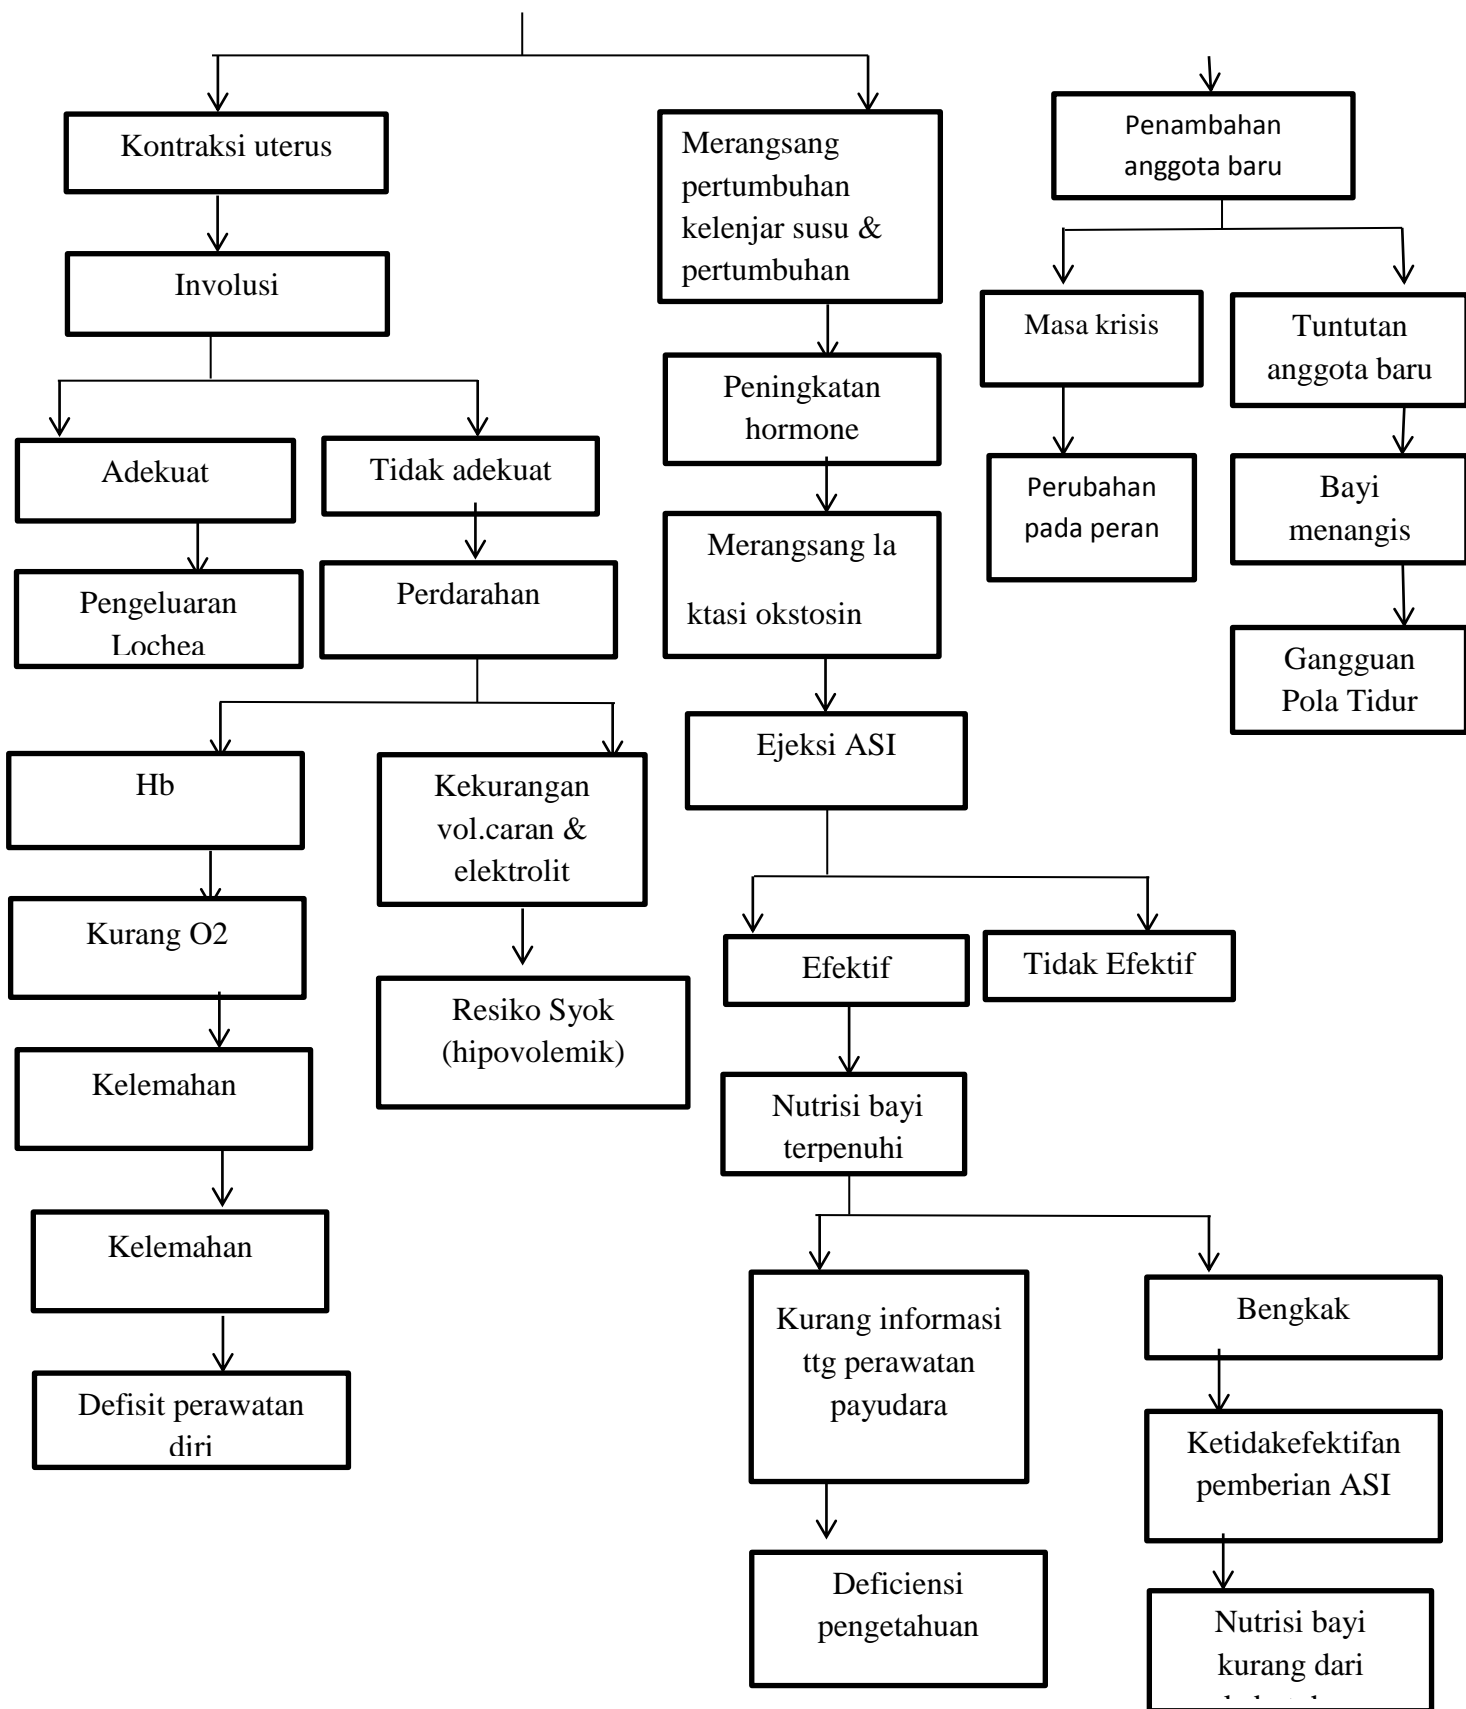 Kontraksi uterus
Involusi
Adekuat
Tidak adekuat
Pengeluaran
Lochea
Perdarahan
Hb
Kekurangan
vol.caran &
elektrolit
Kurang O2
Resiko Syok
(hipovolemik)
Kelemahan
Kelemahan
Defisit perawatan
diri
Merangsang
pertumbuhan
kelenjar susu &
pertumbuhan
Peningkatan
hormone
Merangsang la
ktasi okstosin
Ejeksi ASI
Efektif
Tidak Efektif
Nutrisi bayi
terpenuhi
Kurang informasi
ttg perawatan
payudara
Deficiensi
pengetahuan
Bengkak
Ketidakefektifan
pemberian ASI
Nutrisi bayi
kurang dari
Penambahan
anggota baru
Masa krisis
Perubahan
pada peran
Tuntutan
anggota baru
Bayi
menangis
Gangguan
Pola Tidur